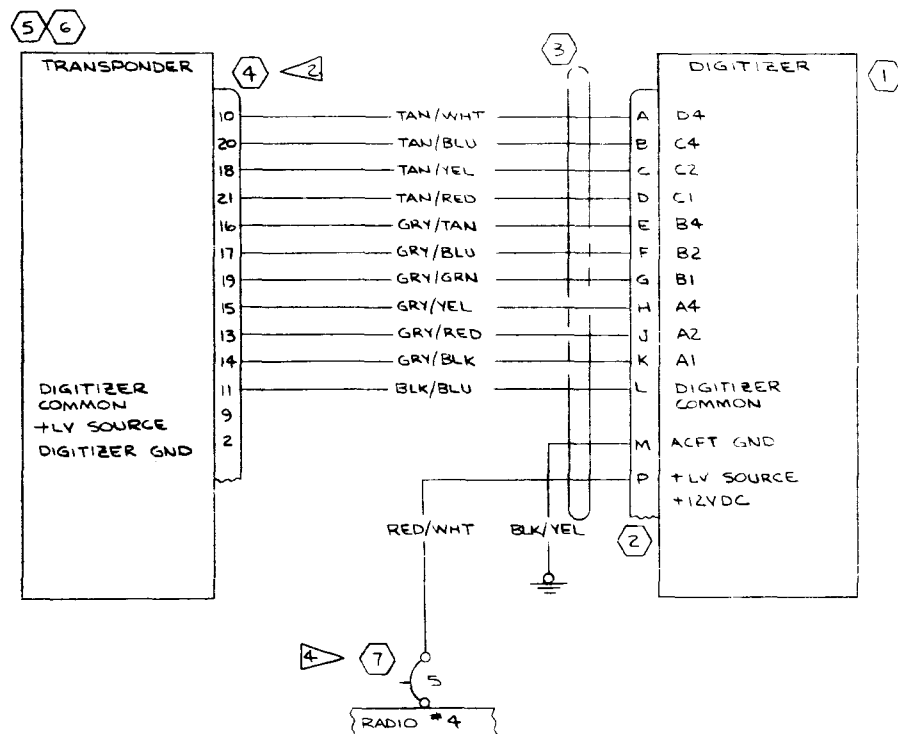 5 6
TRANSPONDER
4 2
3
DIGITIZER
1
10 TAN/WHT A D4
20 TAN/BLU B C4
18 TAN/YEL C C2
21 TAN/RED D C1
16 GRY/TAN E B4
17 GRY/BLU F B2
19 GRY/GRN G B1
15 GRY/YEL H A4
13 GRY/RED J A2
14 GRY/BLK K A1
DIGITIZER 11 BLK/BLU L DIGITIZER
COMMON COMMON
+LV SOURCE 9
DIGITIZER GND 2
M ACFT GND
P +LV SOURCE
+12VDC
RED/WHT BLK/YEL
2
4 7
5
RADIO #4